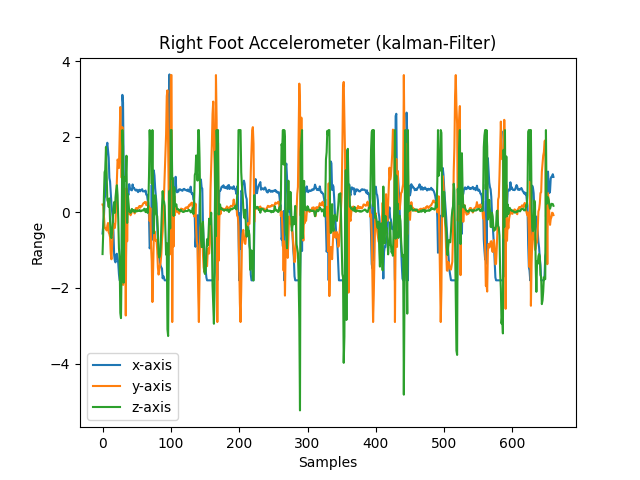 Right Foot Accelerometer (kalman-Filter)
4
2
0
−2
−4
Range
x-axis
y-axis
z-axis
0 100 200 300 400 500 600
Samples